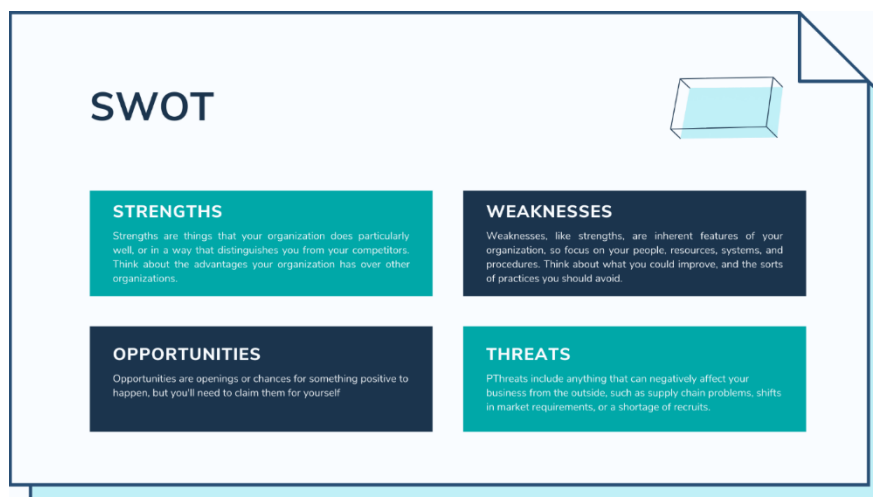 SWOT
STRENGTHS
Strengths are things that your organization does particularly
well, or in a way that distinguishes you from your competitors.
Think about the advantages your organization has over other
organizations.
WEAKNESSES
Weaknesses, like strengths, are inherent features of your
organization, so focus on your people, resources, systems, and
procedures. Think about what you could improve, and the sorts
of practices you should avoid.
OPPORTUNITIES
Opportunities are openings or chances for something positive to
happen, but you'll need to claim them for yourself
THREATS
PThreats include anything that can negatively affect your
business from the outside, such as supply chain problems, shifts
in market requirements, or a shortage of recruits.